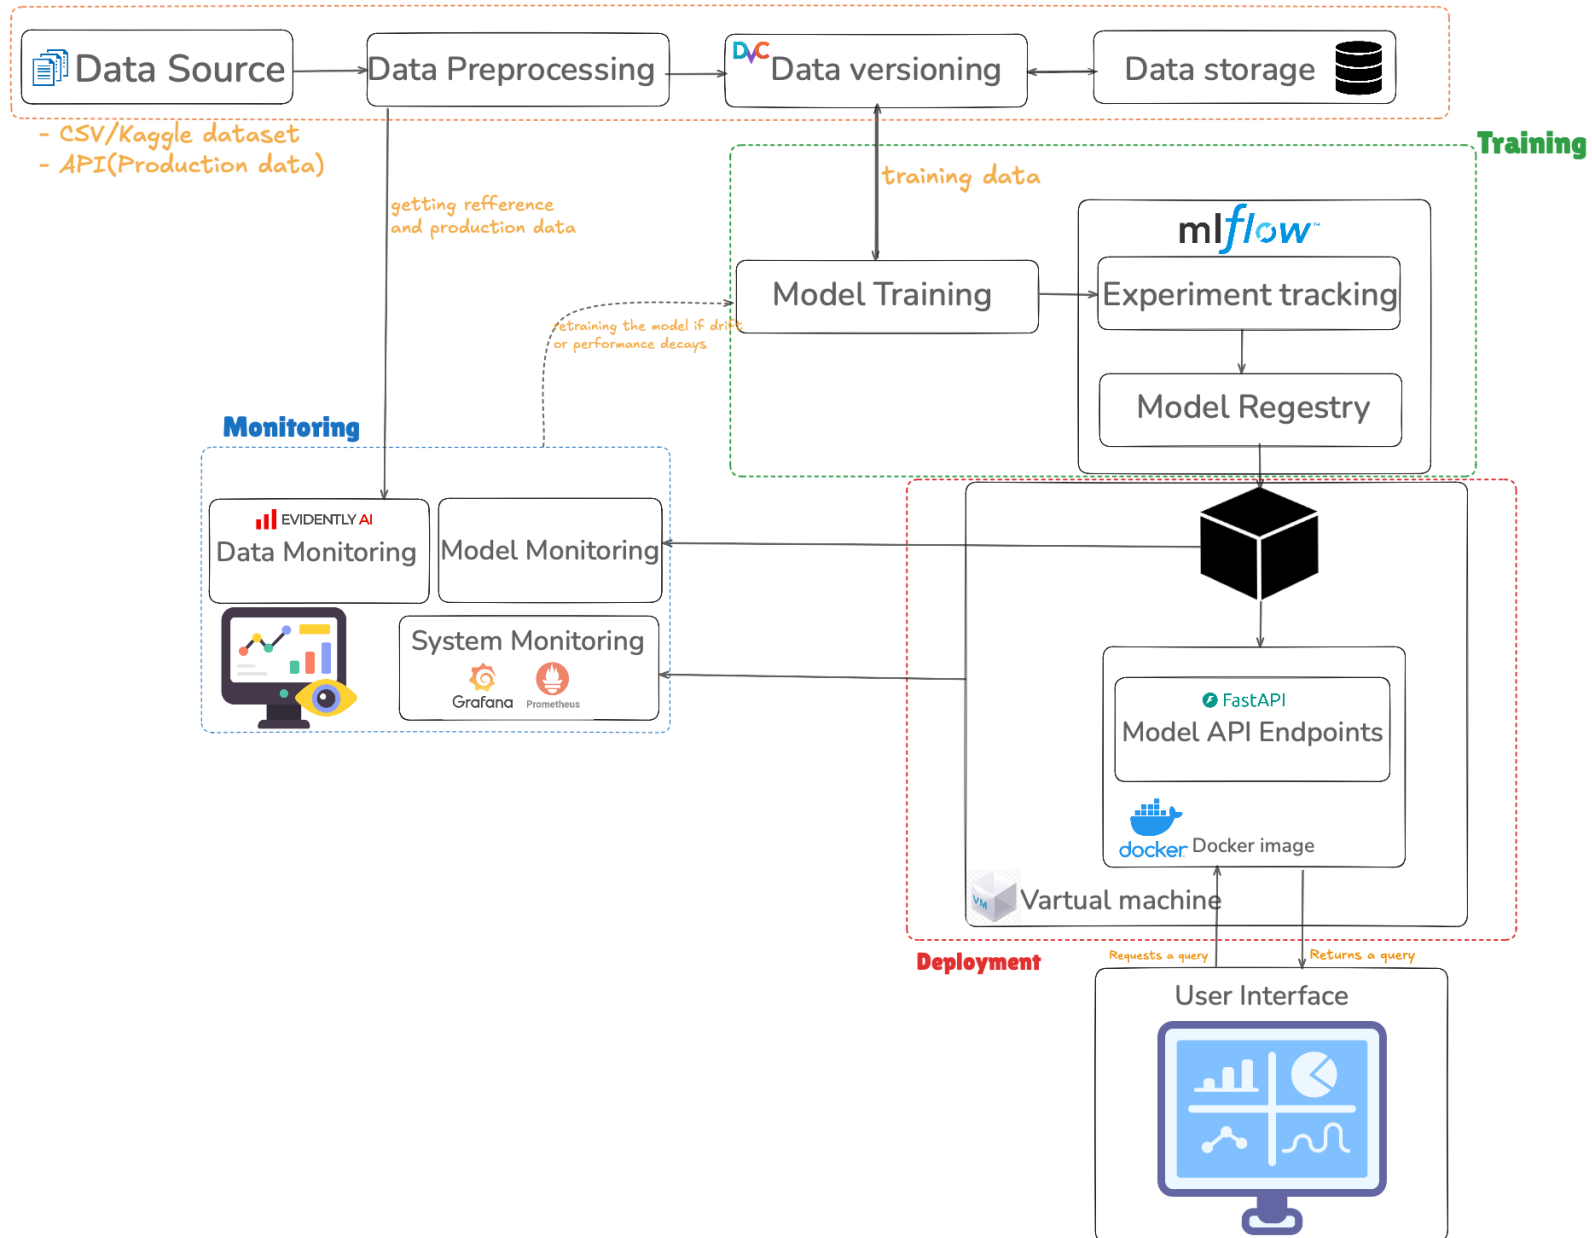 Data Source
Data Preprocessing
DVC
Data versioning
Data storage
- CSV/Kaggle dataset
- API(Production data)
Training
training data
getting refference
and production data
mlflow™
Model Training
Experiment tracking
retraining the model if drift
or performance decays
Model Regestry
Monitoring
EVIDENTLY AI
Data Monitoring
Model Monitoring
System Monitoring
Grafana
Prometheus
FastAPI
Model API Endpoints
docker
Docker image
VM
Vartual machine
Deployment
Requests a query
Returns a query
User Interface